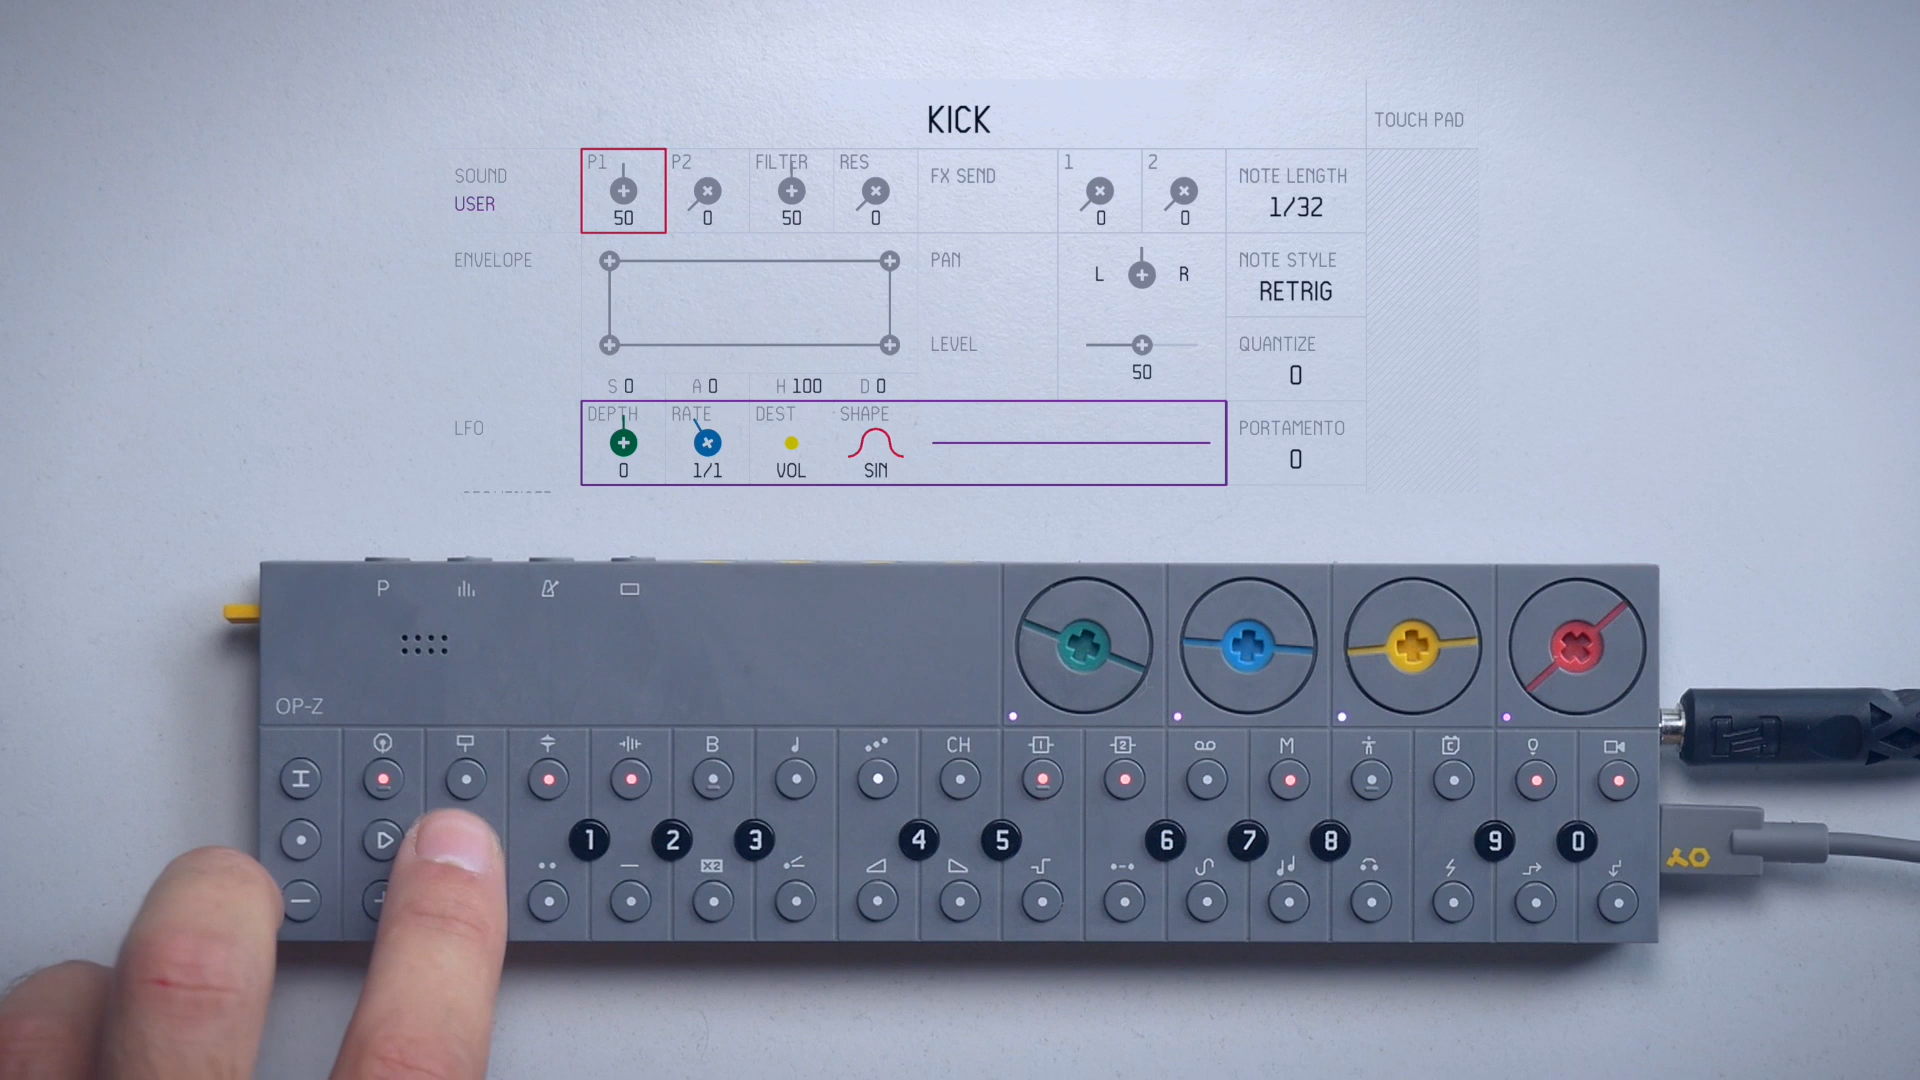 KICK
TOUCH PAD
SOUND
USER
P1
50
P2
0
FILTER
50
RES
0
FX SEND
1
0
2
0
NOTE LENGTH
1/32
ENVELOPE
S 0
A 0
H 100
D 0
PAN
L R
LEVEL
50
NOTE STYLE
RETRIG
QUANTIZE
0
LFO
DEPTH
0
RATE
1/1
DEST
VOL
SHAPE
SIN
PORTAMENTO
0
P
OP-Z
B
CH
1
2
M
C
1 2 3 4 5 6 7 8 9 0
X2